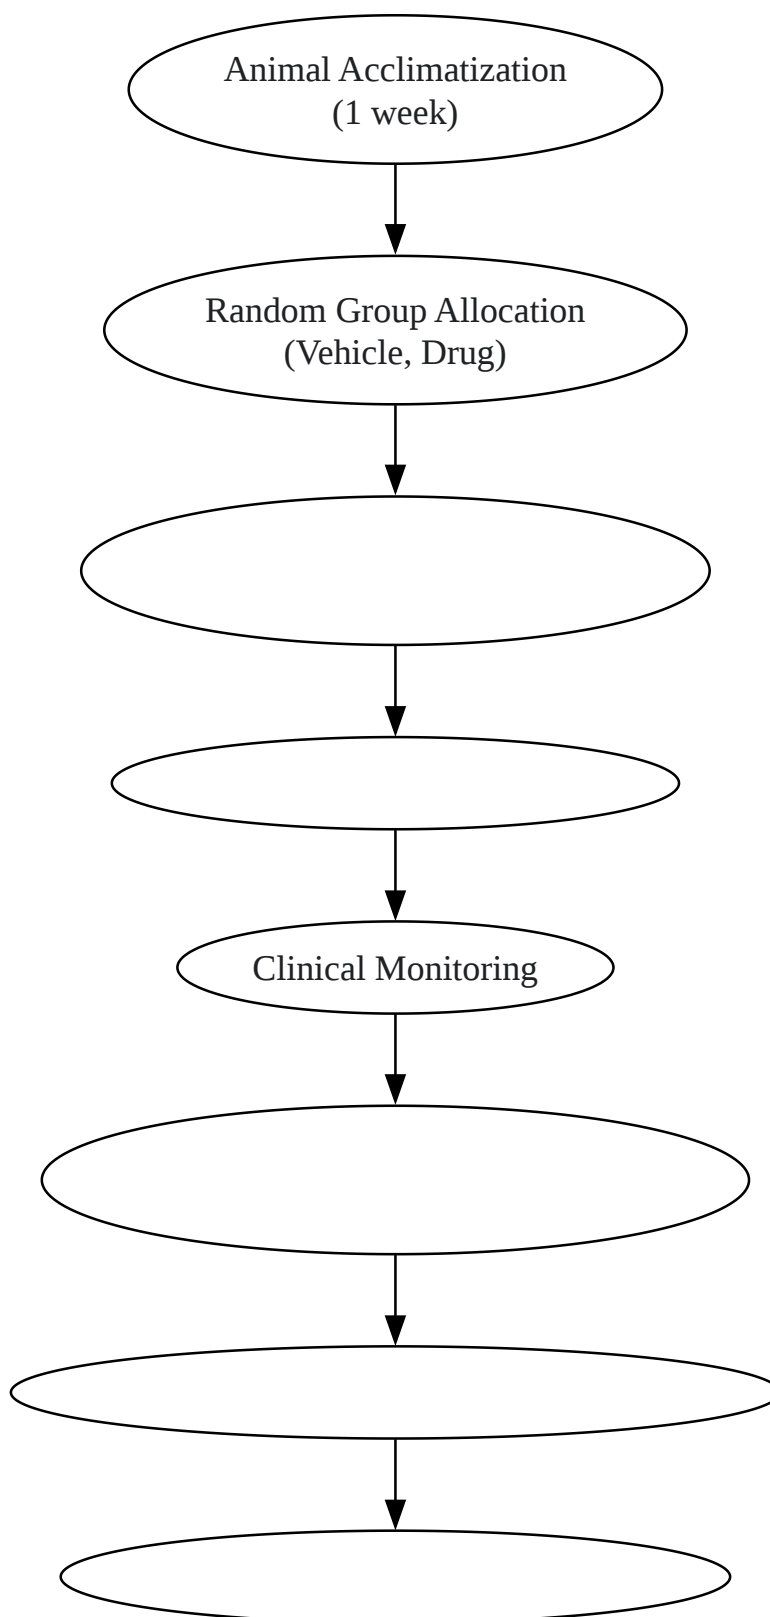 Animal Acclimatization
(1 week)
Random Group Allocation
(Vehicle, Drug)
Clinical Monitoring